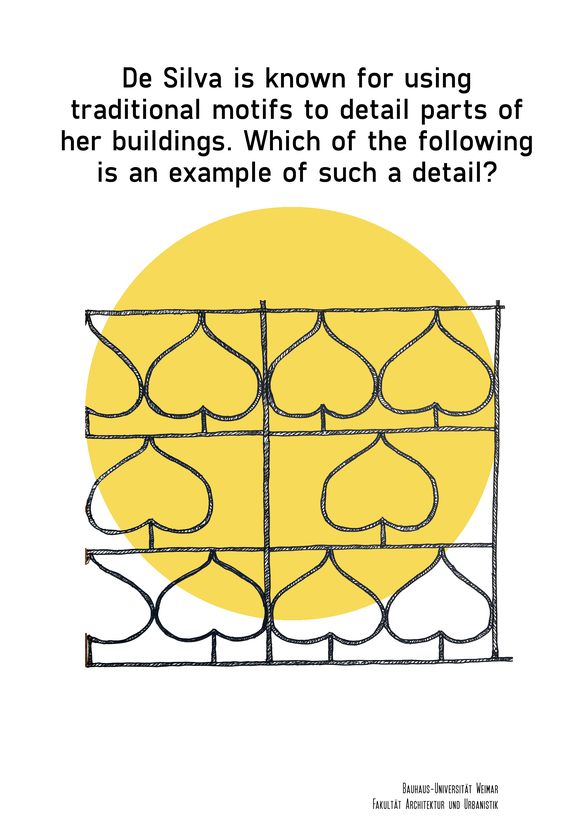 De Silva is known for using
traditional motifs to detail parts of
her buildings. Which of the following
is an example of such a detail?
Bauhaus-Universität Weimar
Fakultät Architektur und Urbanistik